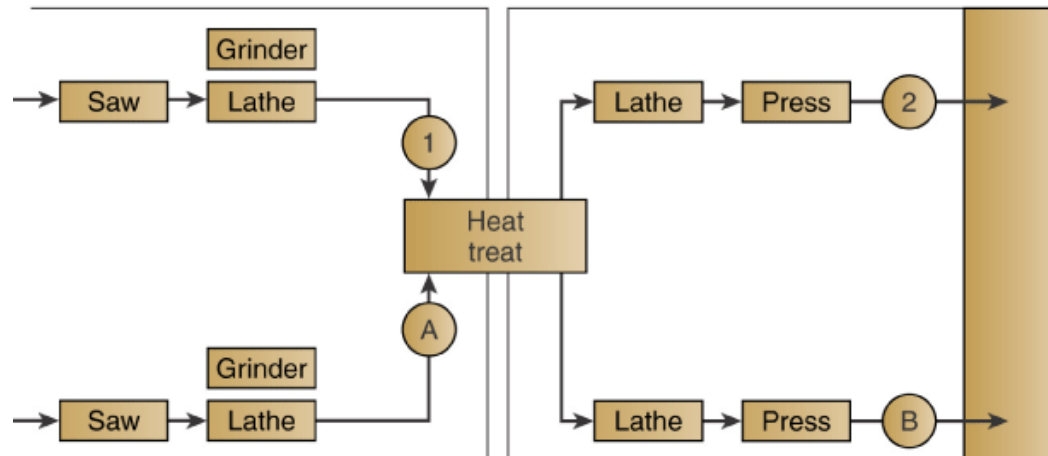 Grinder
Saw
Lathe
1
Lathe
Press
2
Heat
treat
A
Grinder
Saw
Lathe
Lathe
Press
B